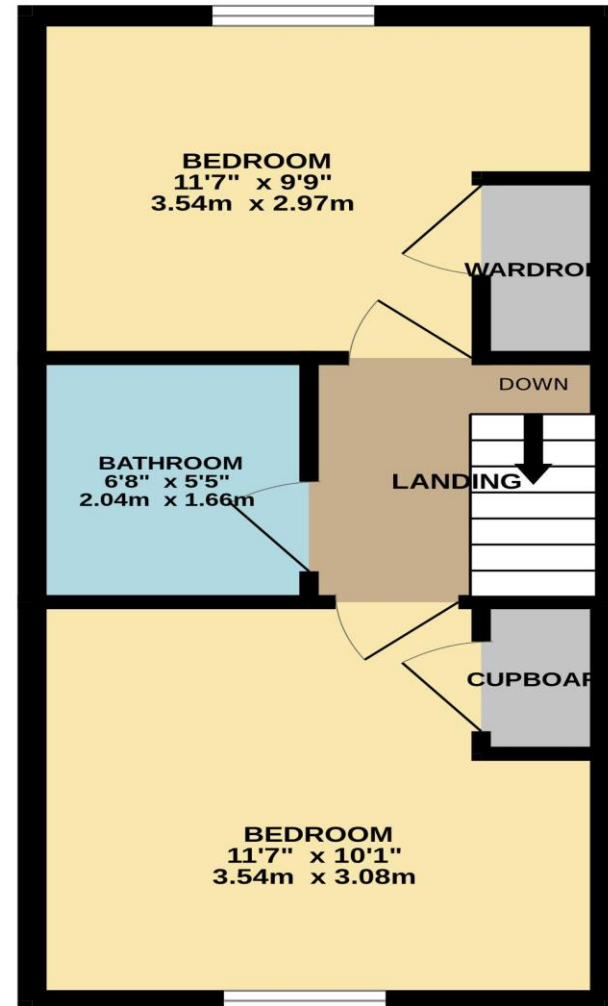 BEDROOM
11'7" x 9'9"
3.54m x 2.97m
WARDROB
DOWN
BATHROOM
6'8" x 5'5"
2.04m x 1.66m
LANDING
CUPBOAR
BEDROOM
11'7" x 10'1"
3.54m x 3.08m